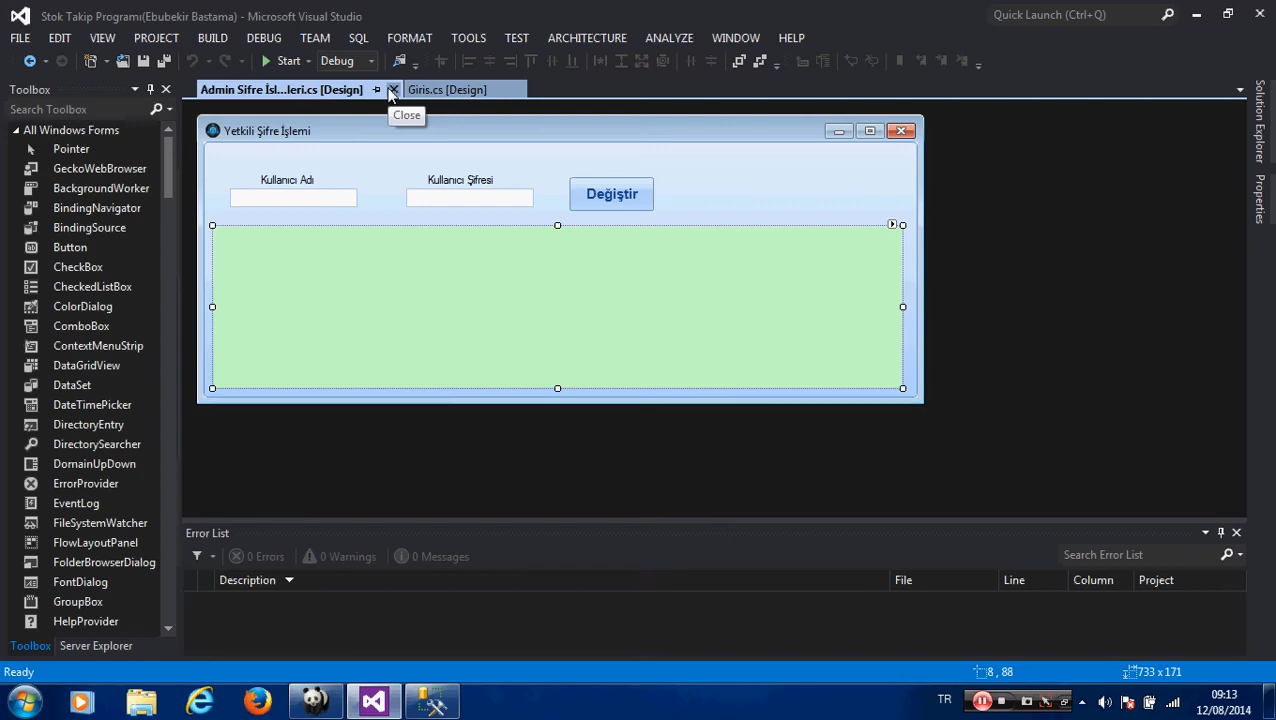 Stok Takip Programı(Ebubekir Bastama) - Microsoft Visual Studio
Quick Launch (Ctrl+Q)
FILE EDIT VIEW PROJECT BUILD DEBUG TEAM SQL FORMAT TOOLS TEST ARCHITECTURE ANALYZE WINDOW HELP
Start Debug
Toolbox
Admin Sifre İsl...leri.cs [Design]
Giris.cs [Design]
Close
Search Toolbox
All Windows Forms
Pointer
GeckoWebBrowser
BackgroundWorker
BindingNavigator
BindingSource
Button
CheckBox
CheckedListBox
ColorDialog
ComboBox
ContextMenuStrip
DataGridView
DataSet
DateTimePicker
DirectoryEntry
DirectorySearcher
DomainUpDown
ErrorProvider
EventLog
FileSystemWatcher
FlowLayoutPanel
FolderBrowserDialog
FontDialog
GroupBox
HelpProvider
Toolbox Server Explorer
Yetkili Şifre İşlemi
Kullanıcı Adı
Kullanıcı Şifresi
Değiştir
Solution Explorer
Properties
Error List
0 Errors 0 Warnings 0 Messages
Search Error List
Description File Line Column Project
Ready
8 , 88
733 x 171
TR
09:13
12/08/2014